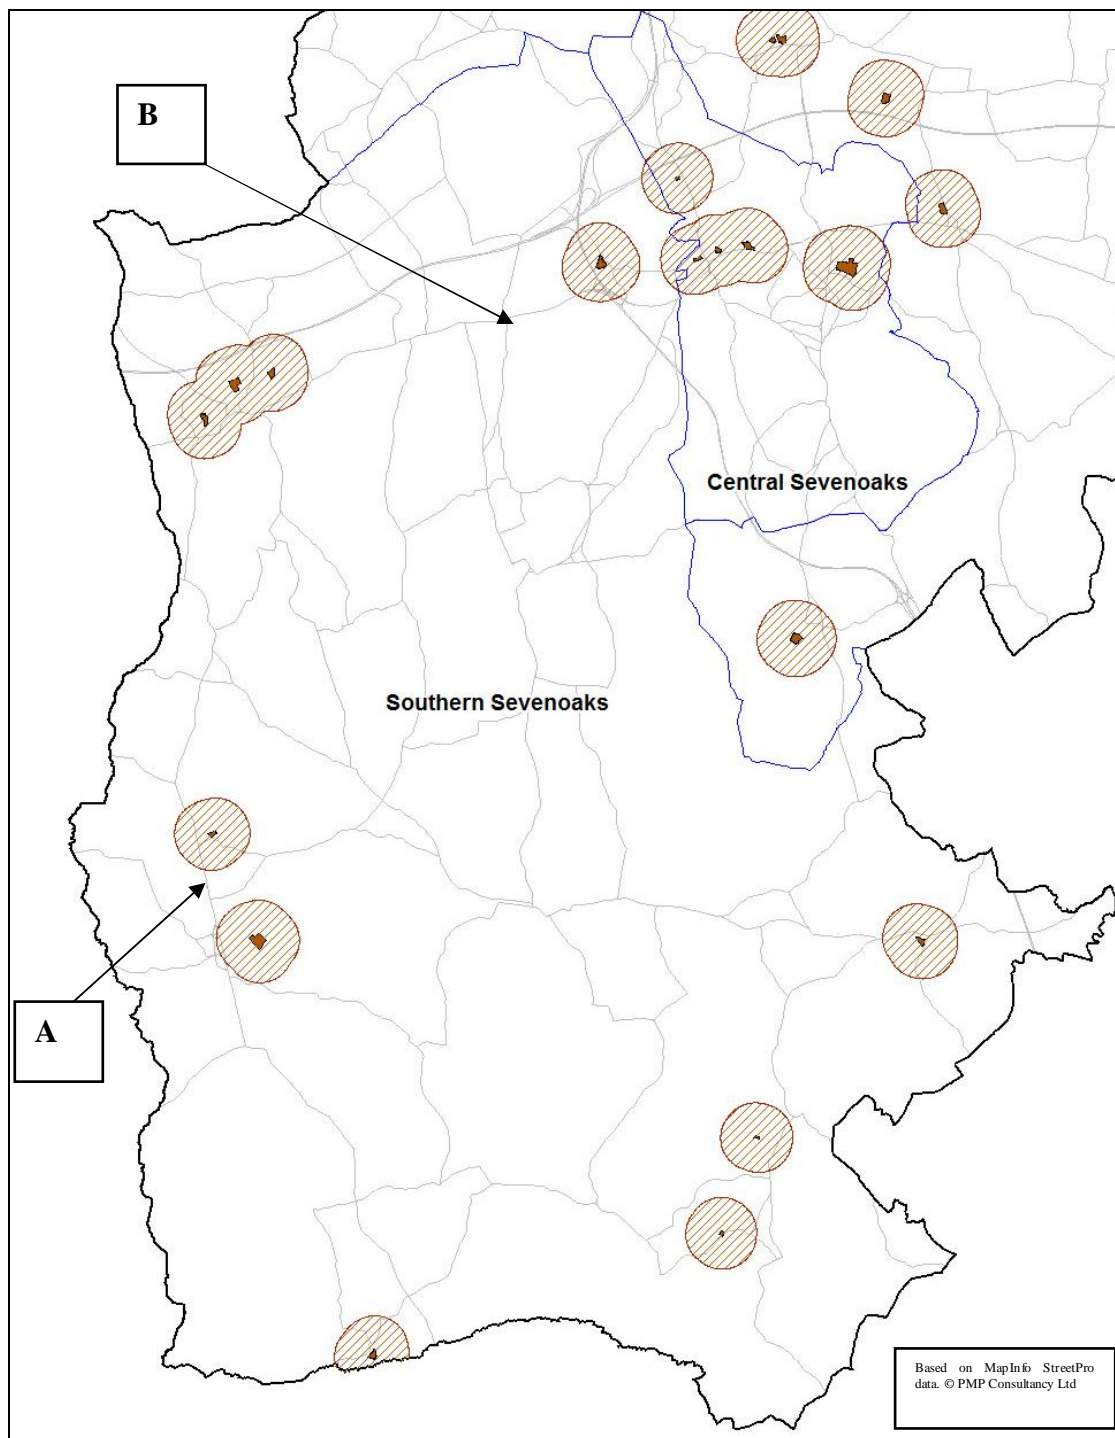 B
Central Sevenoaks
Southern Sevenoaks
A
Based on MapInfo StreetPro
data. © PMP Consultancy Ltd